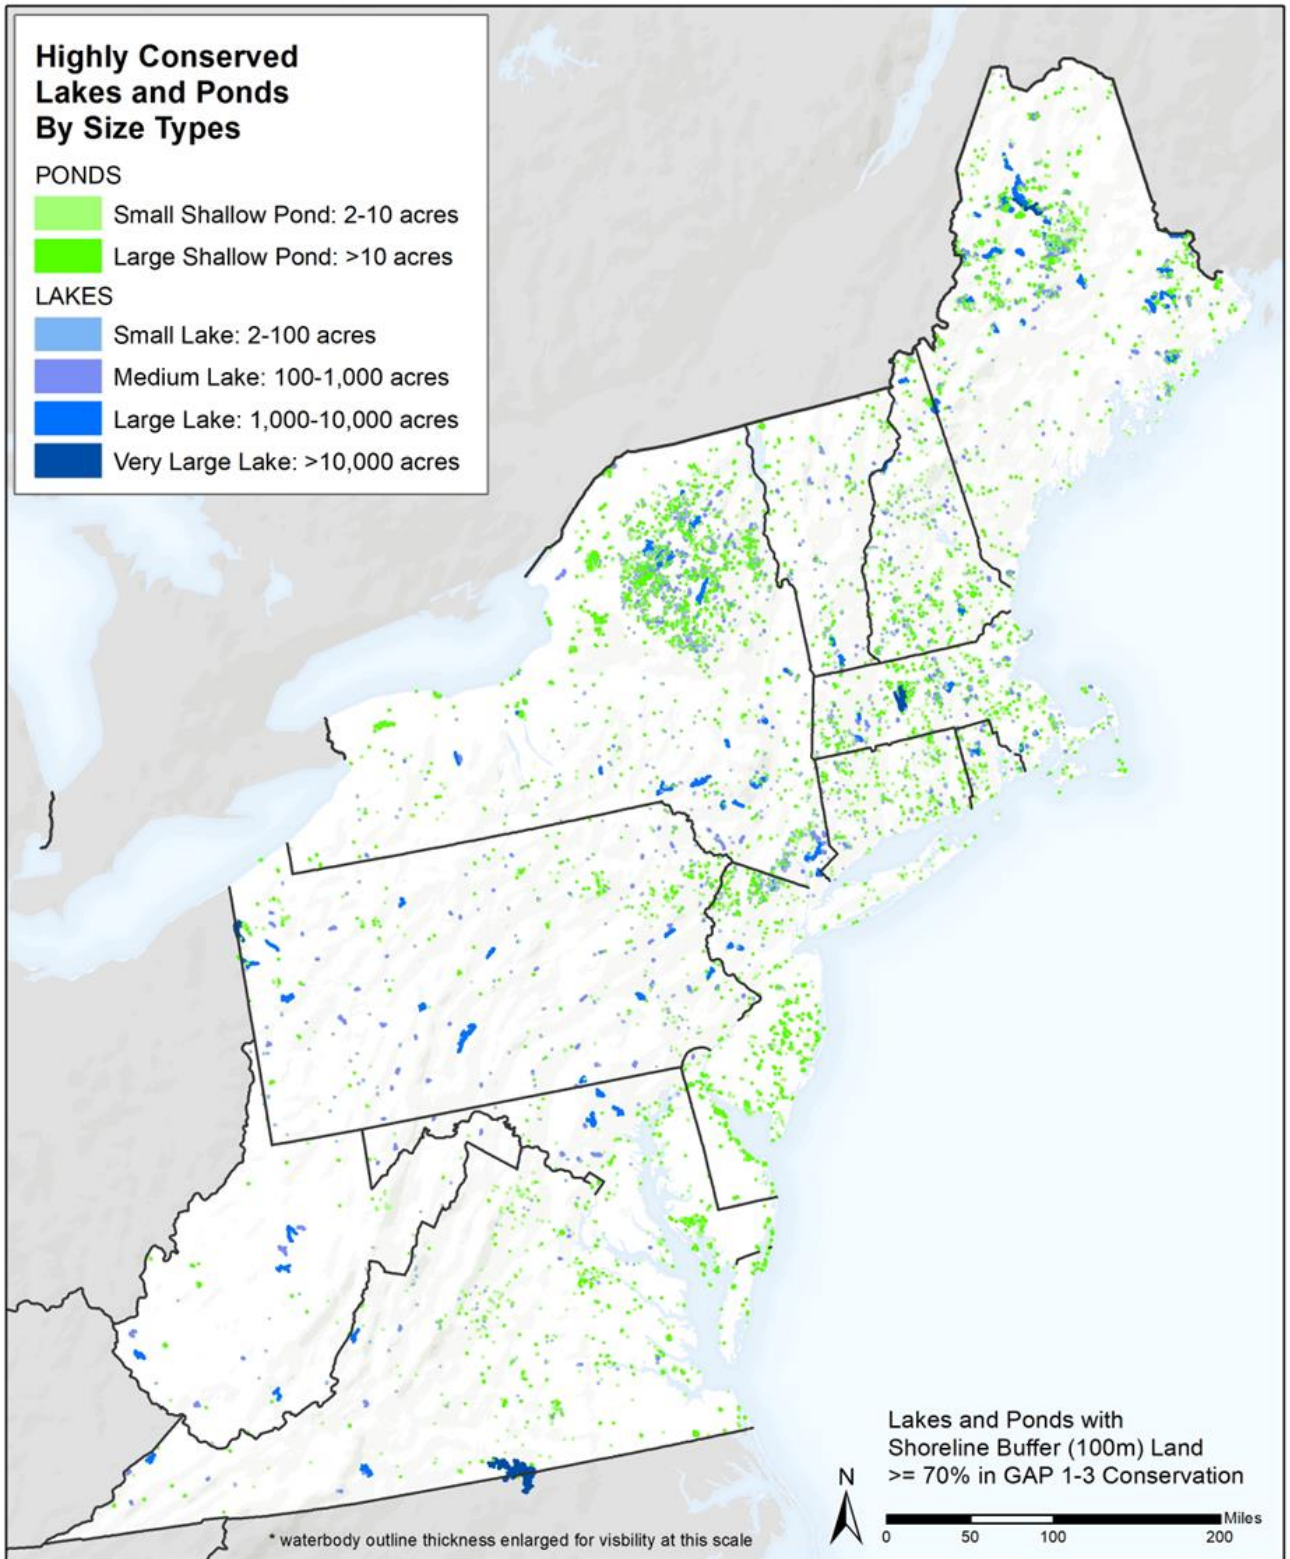 Highly Conserved
Lakes and Ponds
By Size Types
PONDS
Small Shallow Pond: 2-10 acres
Large Shallow Pond: >10 acres
LAKES
Small Lake: 2-100 acres
Medium Lake: 100-1,000 acres
Large Lake: 1,000-10,000 acres
Very Large Lake: >10,000 acres
Lakes and Ponds with
Shoreline Buffer (100m) Land
>= 70% in GAP 1-3 Conservation
N
Miles
0 50 100 200
* waterbody outline thickness enlarged for visbility at this scale